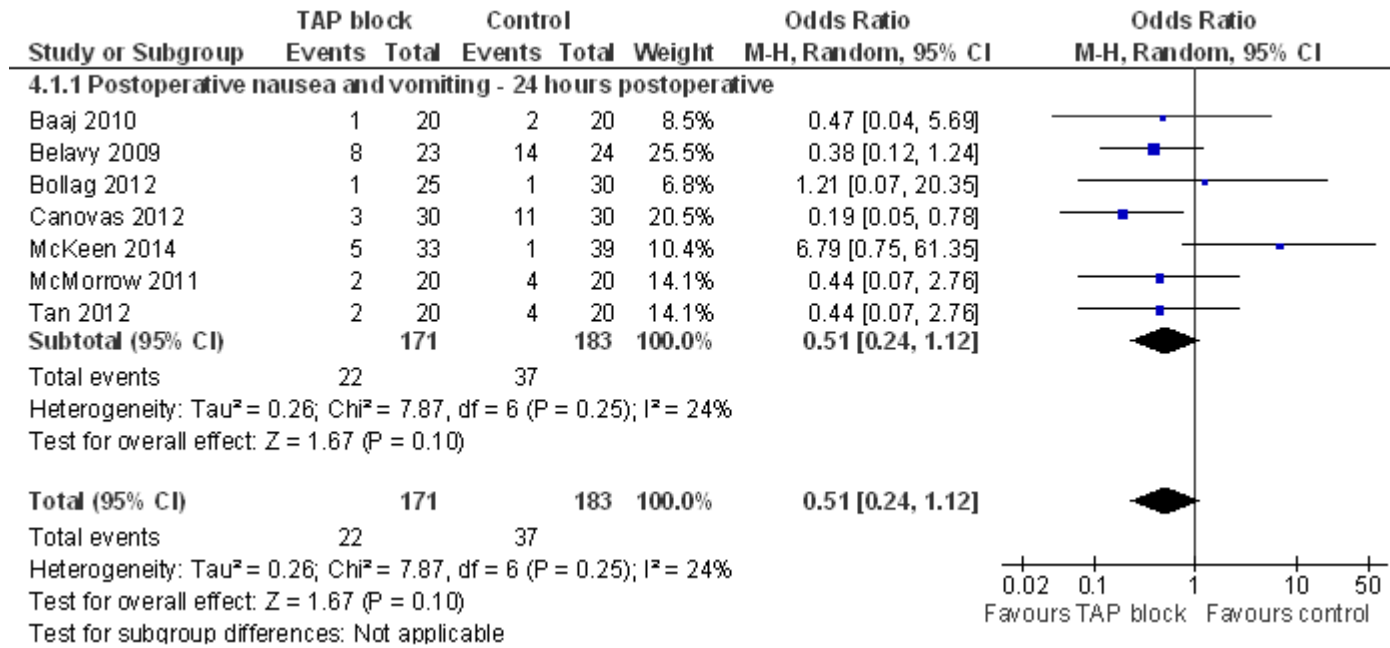 TAP block Control Odds Ratio Odds Ratio
Study or Subgroup Events Total Events Total Weight M-H, Random, 95% CI M-H, Random, 95% CI
4.1.1 Postoperative nausea and vomiting - 24 hours postoperative
Baaj 2010 1 20 2 20 8.5% 0.47 [0.04, 5.69]
Belavy 2009 8 23 14 24 25.5% 0.38 [0.12, 1.24]
Bollag 2012 1 25 1 30 6.8% 1.21 [0.07, 20.35]
Canovas 2012 3 30 11 30 20.5% 0.19 [0.05, 0.78]
McKeen 2014 5 33 1 39 10.4% 6.79 [0.75, 61.35]
McMorrow 2011 2 20 4 20 14.1% 0.44 [0.07, 2.76]
Tan 2012 2 20 4 20 14.1% 0.44 [0.07, 2.76]
Subtotal (95% CI) 171 183 100.0% 0.51 [0.24, 1.12]
Total events 22 37
Heterogeneity: Tau² = 0.26; Chi² = 7.87, df = 6 (P = 0.25); I² = 24%
Test for overall effect: Z = 1.67 (P = 0.10)
Total (95% CI) 171 183 100.0% 0.51 [0.24, 1.12]
Total events 22 37
Heterogeneity: Tau² = 0.26; Chi² = 7.87, df = 6 (P = 0.25); I² = 24%
Test for overall effect: Z = 1.67 (P = 0.10)
Test for subgroup differences: Not applicable
0.02 0.1 1 10 50
Favours TAP block Favours control